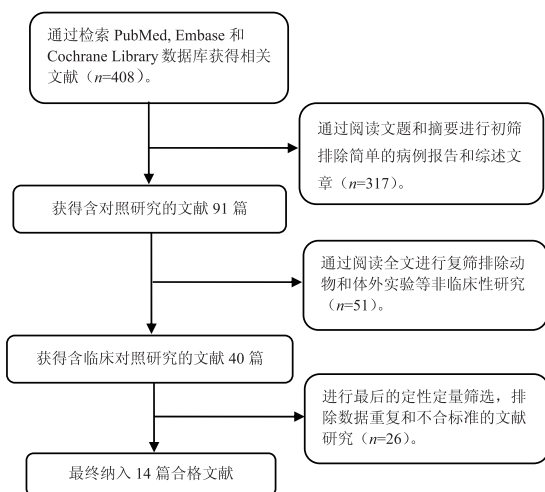 通过检索 PubMed, Embase 和
Cochrane Library 数据库获得相关
文献（n=408）。
通过阅读文题和摘要进行初筛
排除简单的病例报告和综述文
章（n=317）。
获得含对照研究的文献 91 篇
通过阅读全文进行复筛排除动
物和体外实验等非临床性研究
(n=51)。
获得含临床对照研究的文献 40 篇
进行最后的定性定量筛选，排
除数据重复和不合标准的文献
研究（n=26）。
最终纳入 14 篇合格文献